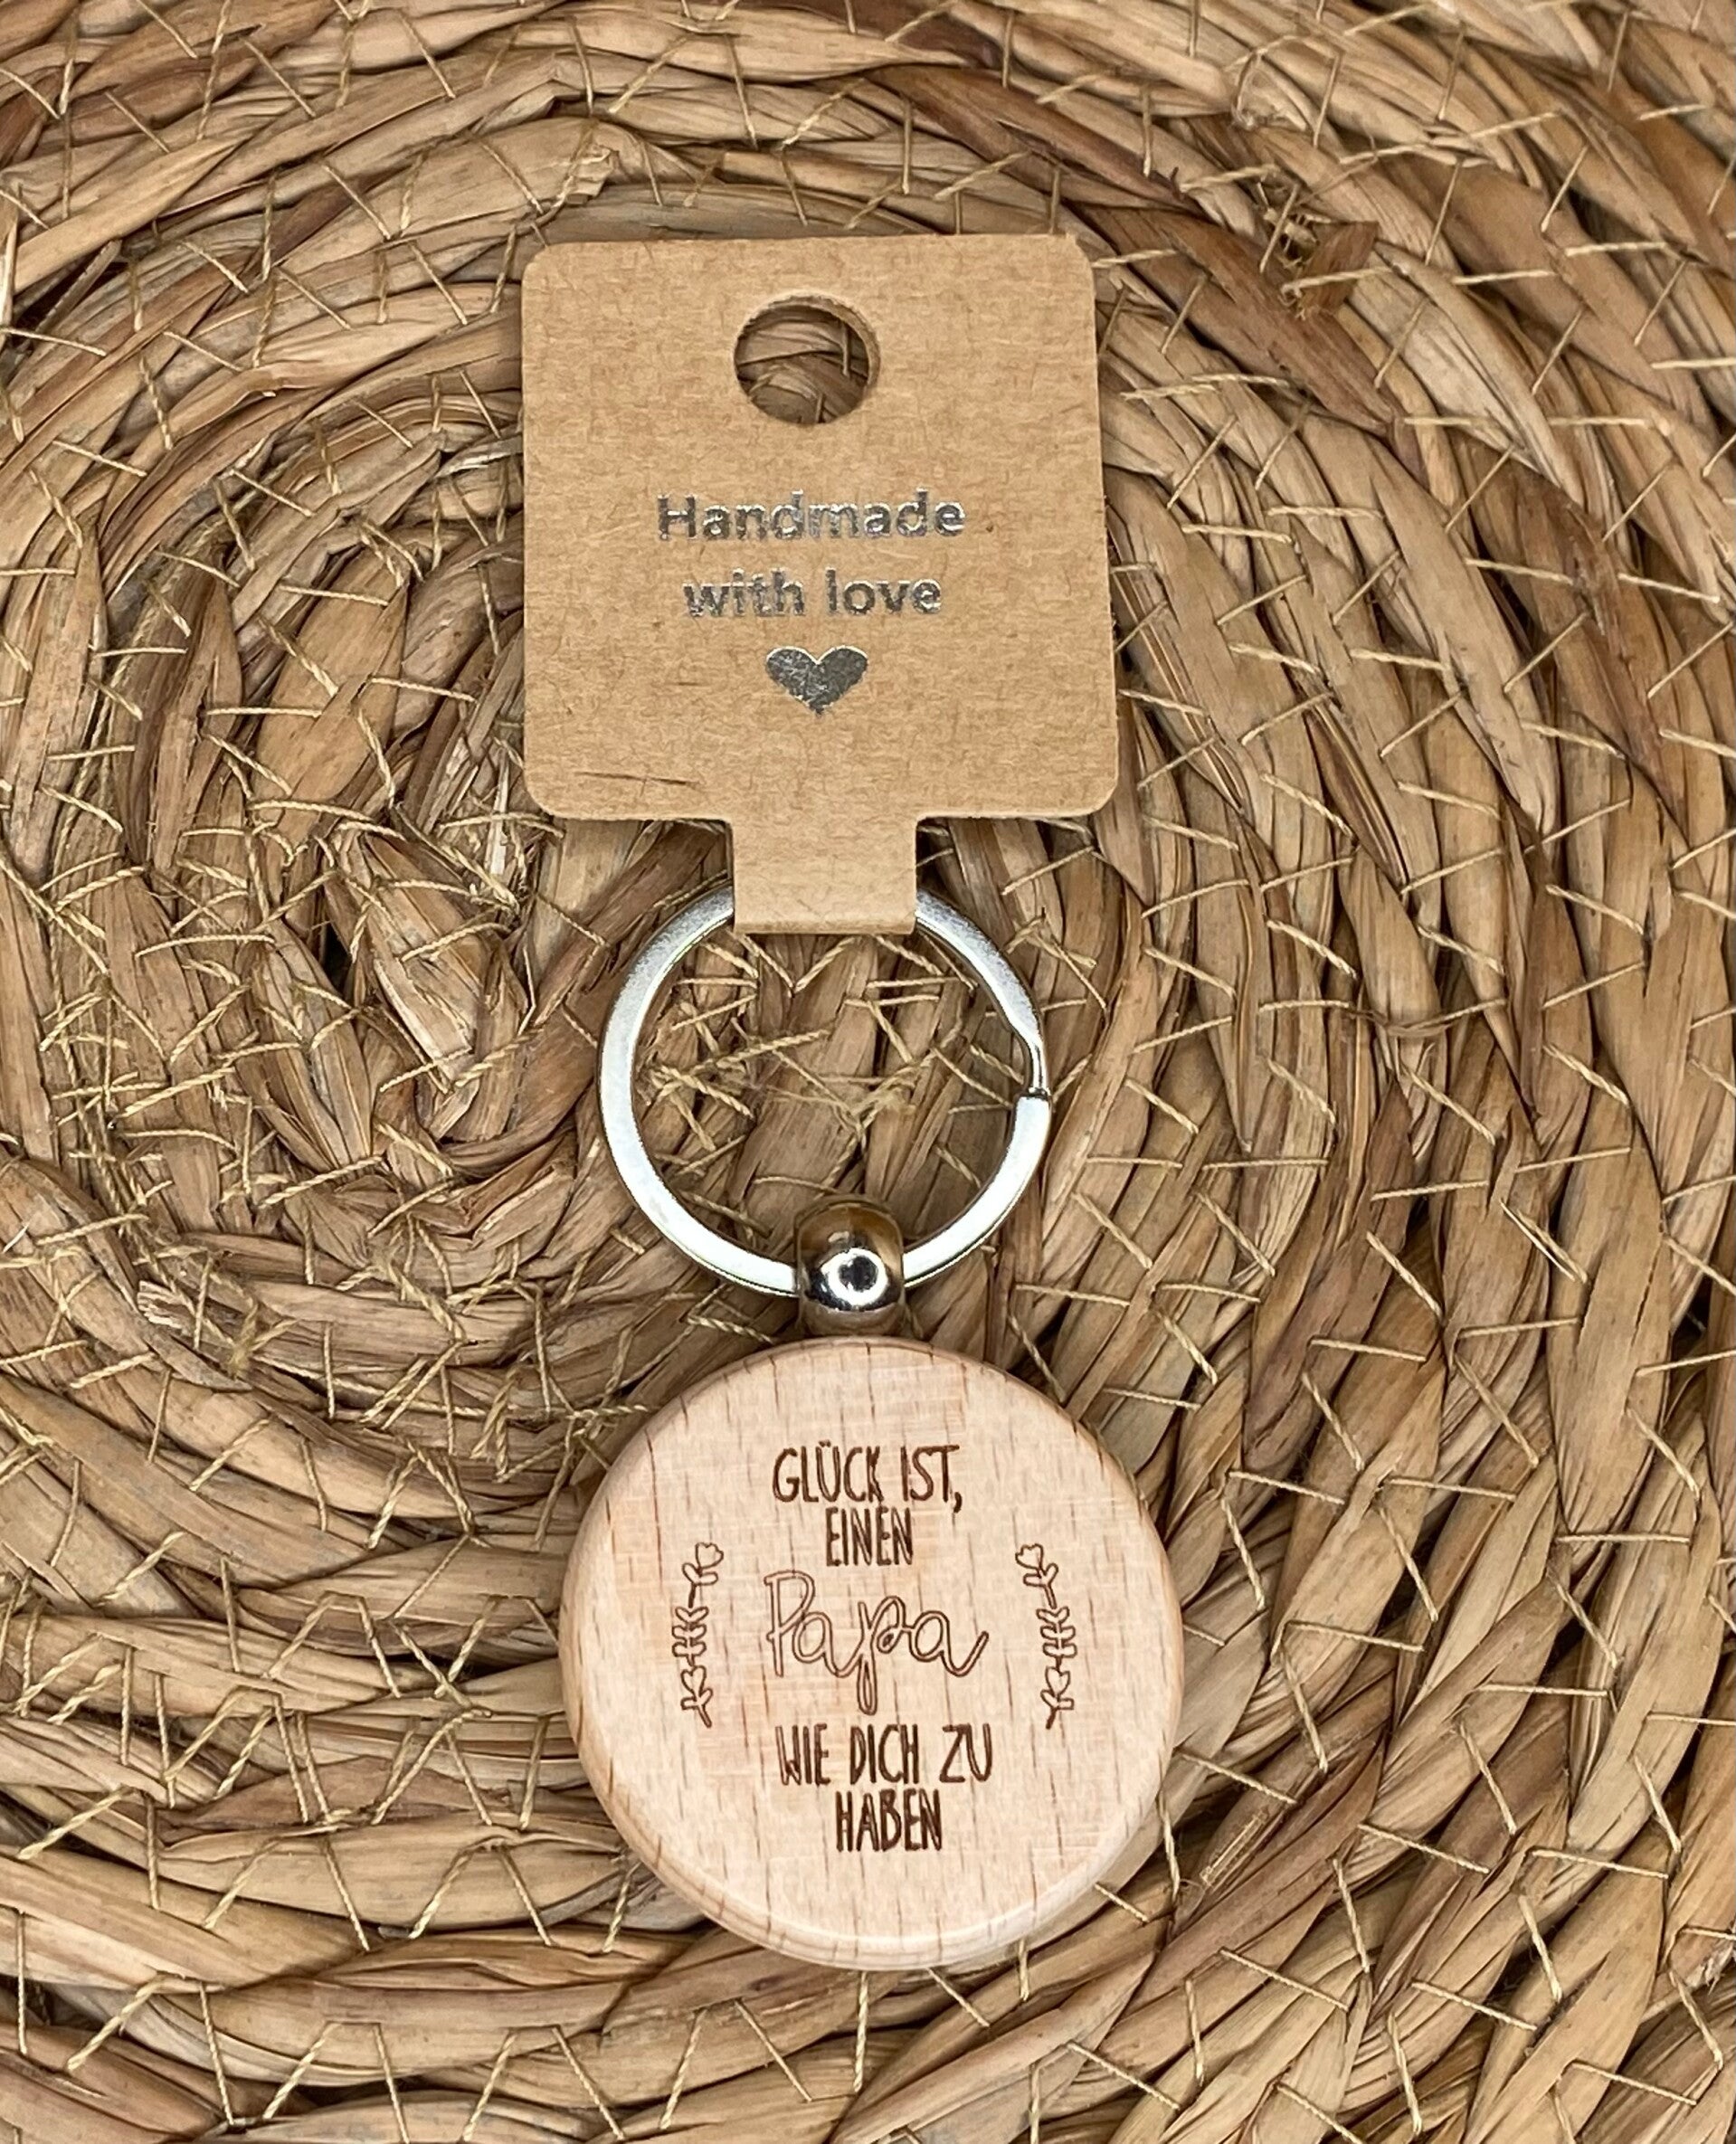 Handmade
with love
GLÜCK IST,
EINEN
Papa
WIE DICH ZU
HABEN